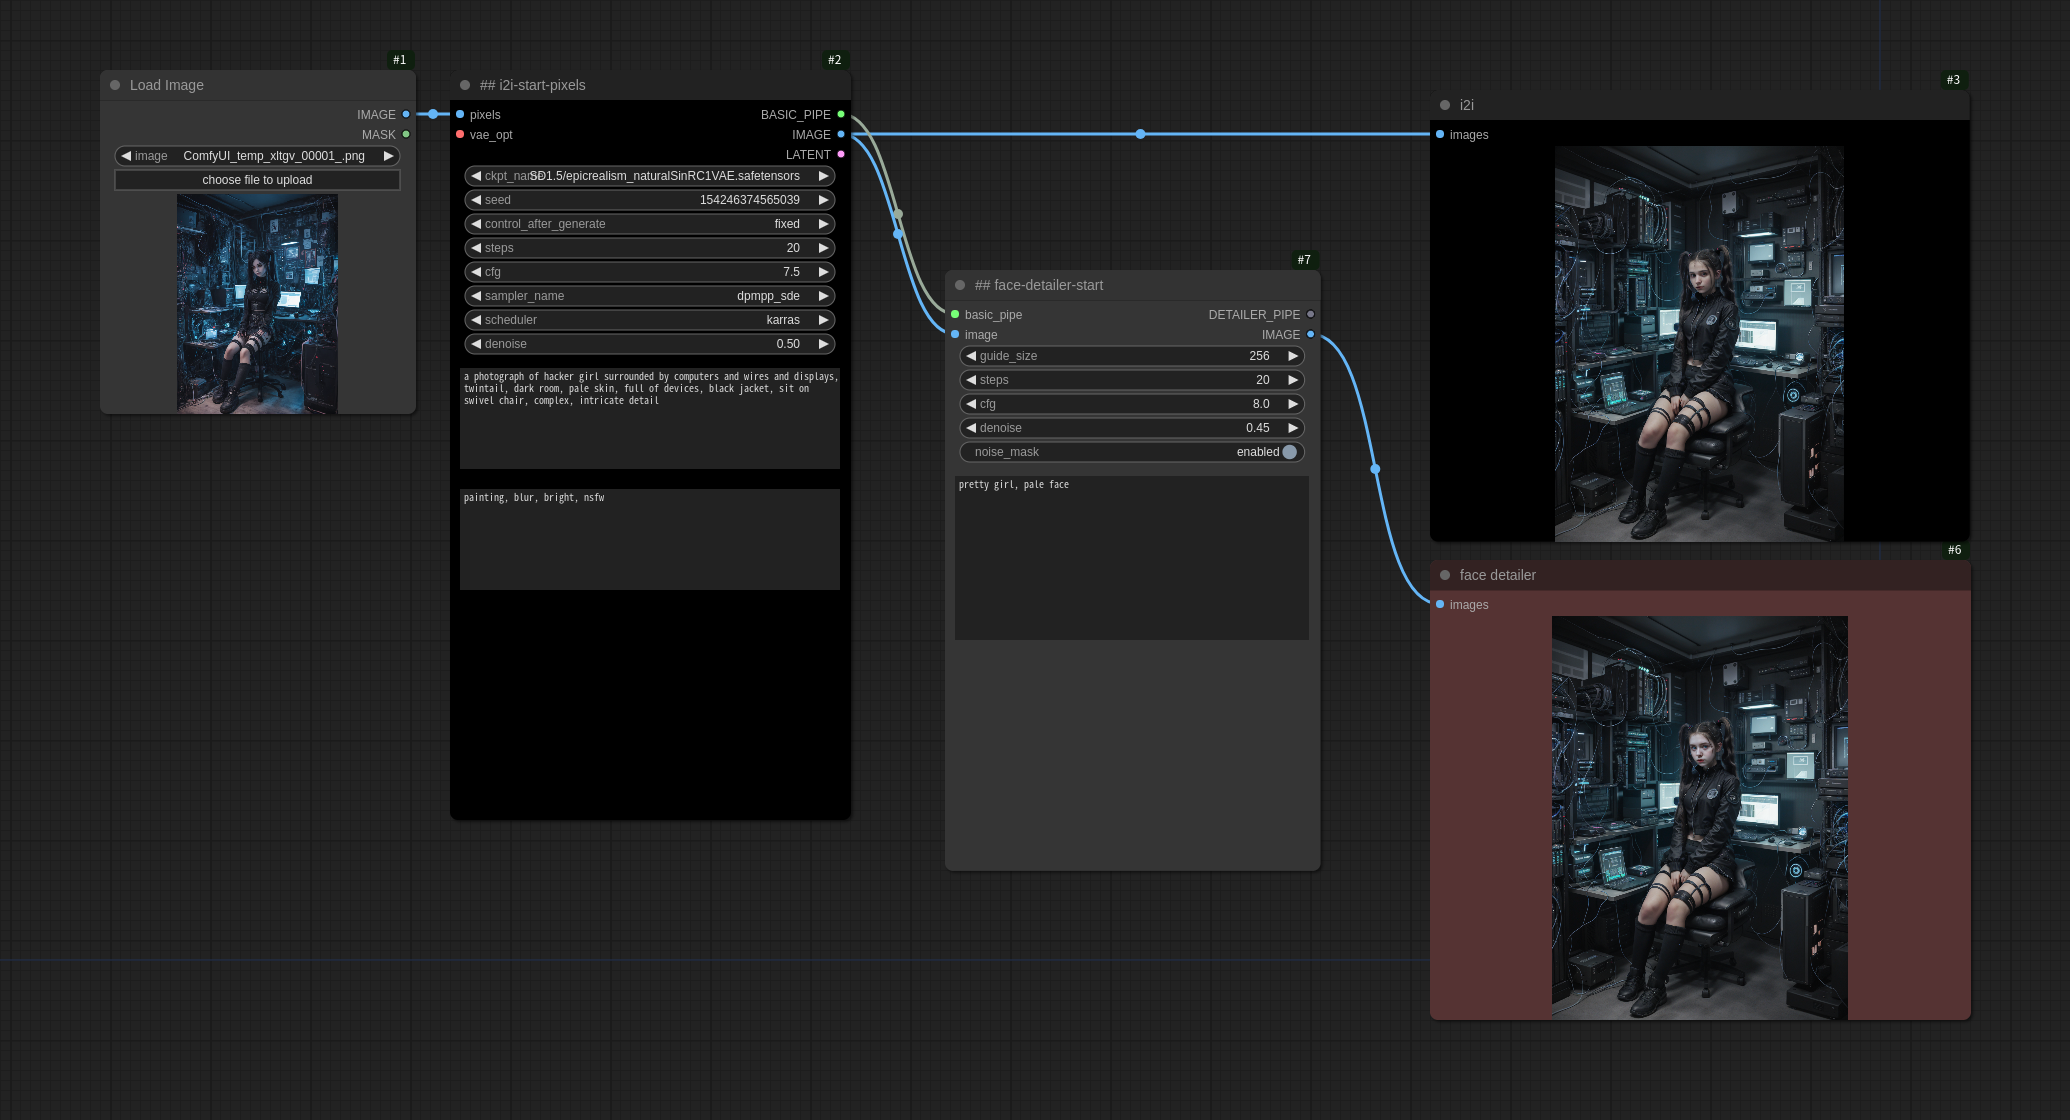 #1
Load Image
IMAGE
MASK
image ComfyUI_temp_xltgv_00001_.png
choose file to upload
#2
## i2i-start-pixels
pixels BASIC_PIPE
vae_opt IMAGE
LATENT
ckpt_name SD1.5/epicrealism_naturalSinRC1VAE.safetensors
seed 154246374565039
control_after_generate fixed
steps 20
cfg 7.5
sampler_name dpmpp_sde
scheduler karras
denoise 0.50
a photograph of hacker girl surrounded by computers and wires and displays,
twintail, dark room, pale skin, full of devices, black jacket, sit on
swivel chair, complex, intricate detail
painting, blur, bright, nsfw
#7
## face-detailer-start
basic_pipe DETAILER_PIPE
image IMAGE
guide_size 256
steps 20
cfg 8.0
denoise 0.45
noise_mask enabled
pretty girl, pale face
#3
i2i
images
#6
face detailer
images